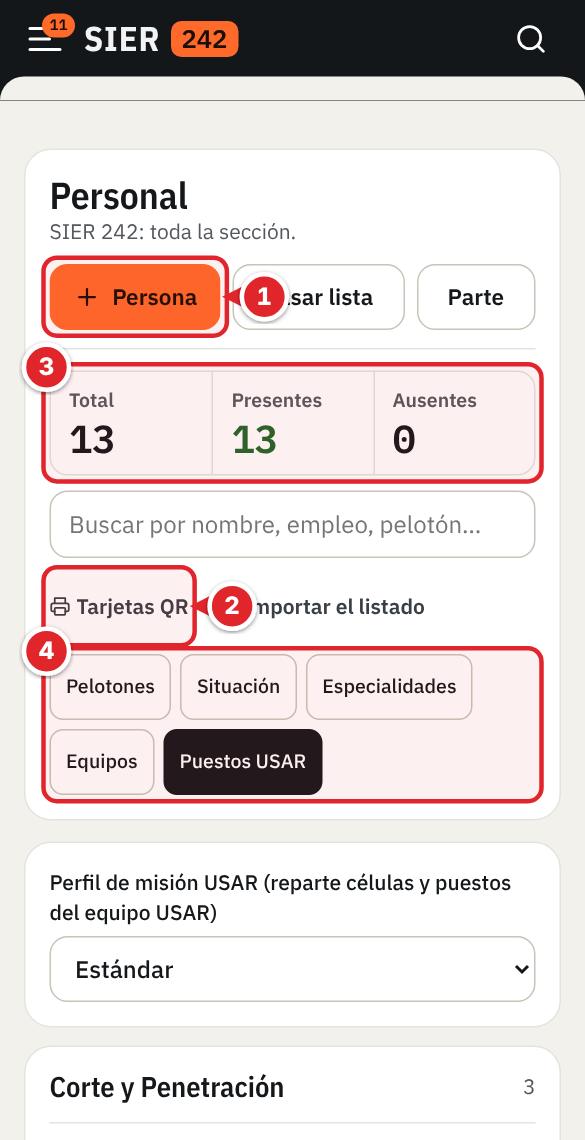 11
SIER 242
Personal
SIER 242: toda la sección.
+ Persona
1
sar lista
Parte
3
Total
Presentes
Ausentes
13
13
0
Buscar por nombre, empleo, pelotón...
Tarjetas QR
2
mportar el listado
4
Pelotones
Situación
Especialidades
Equipos
Puestos USAR
Perfil de misión USAR (reparte células y puestos
del equipo USAR)
Estándar
Corte y Penetración
3